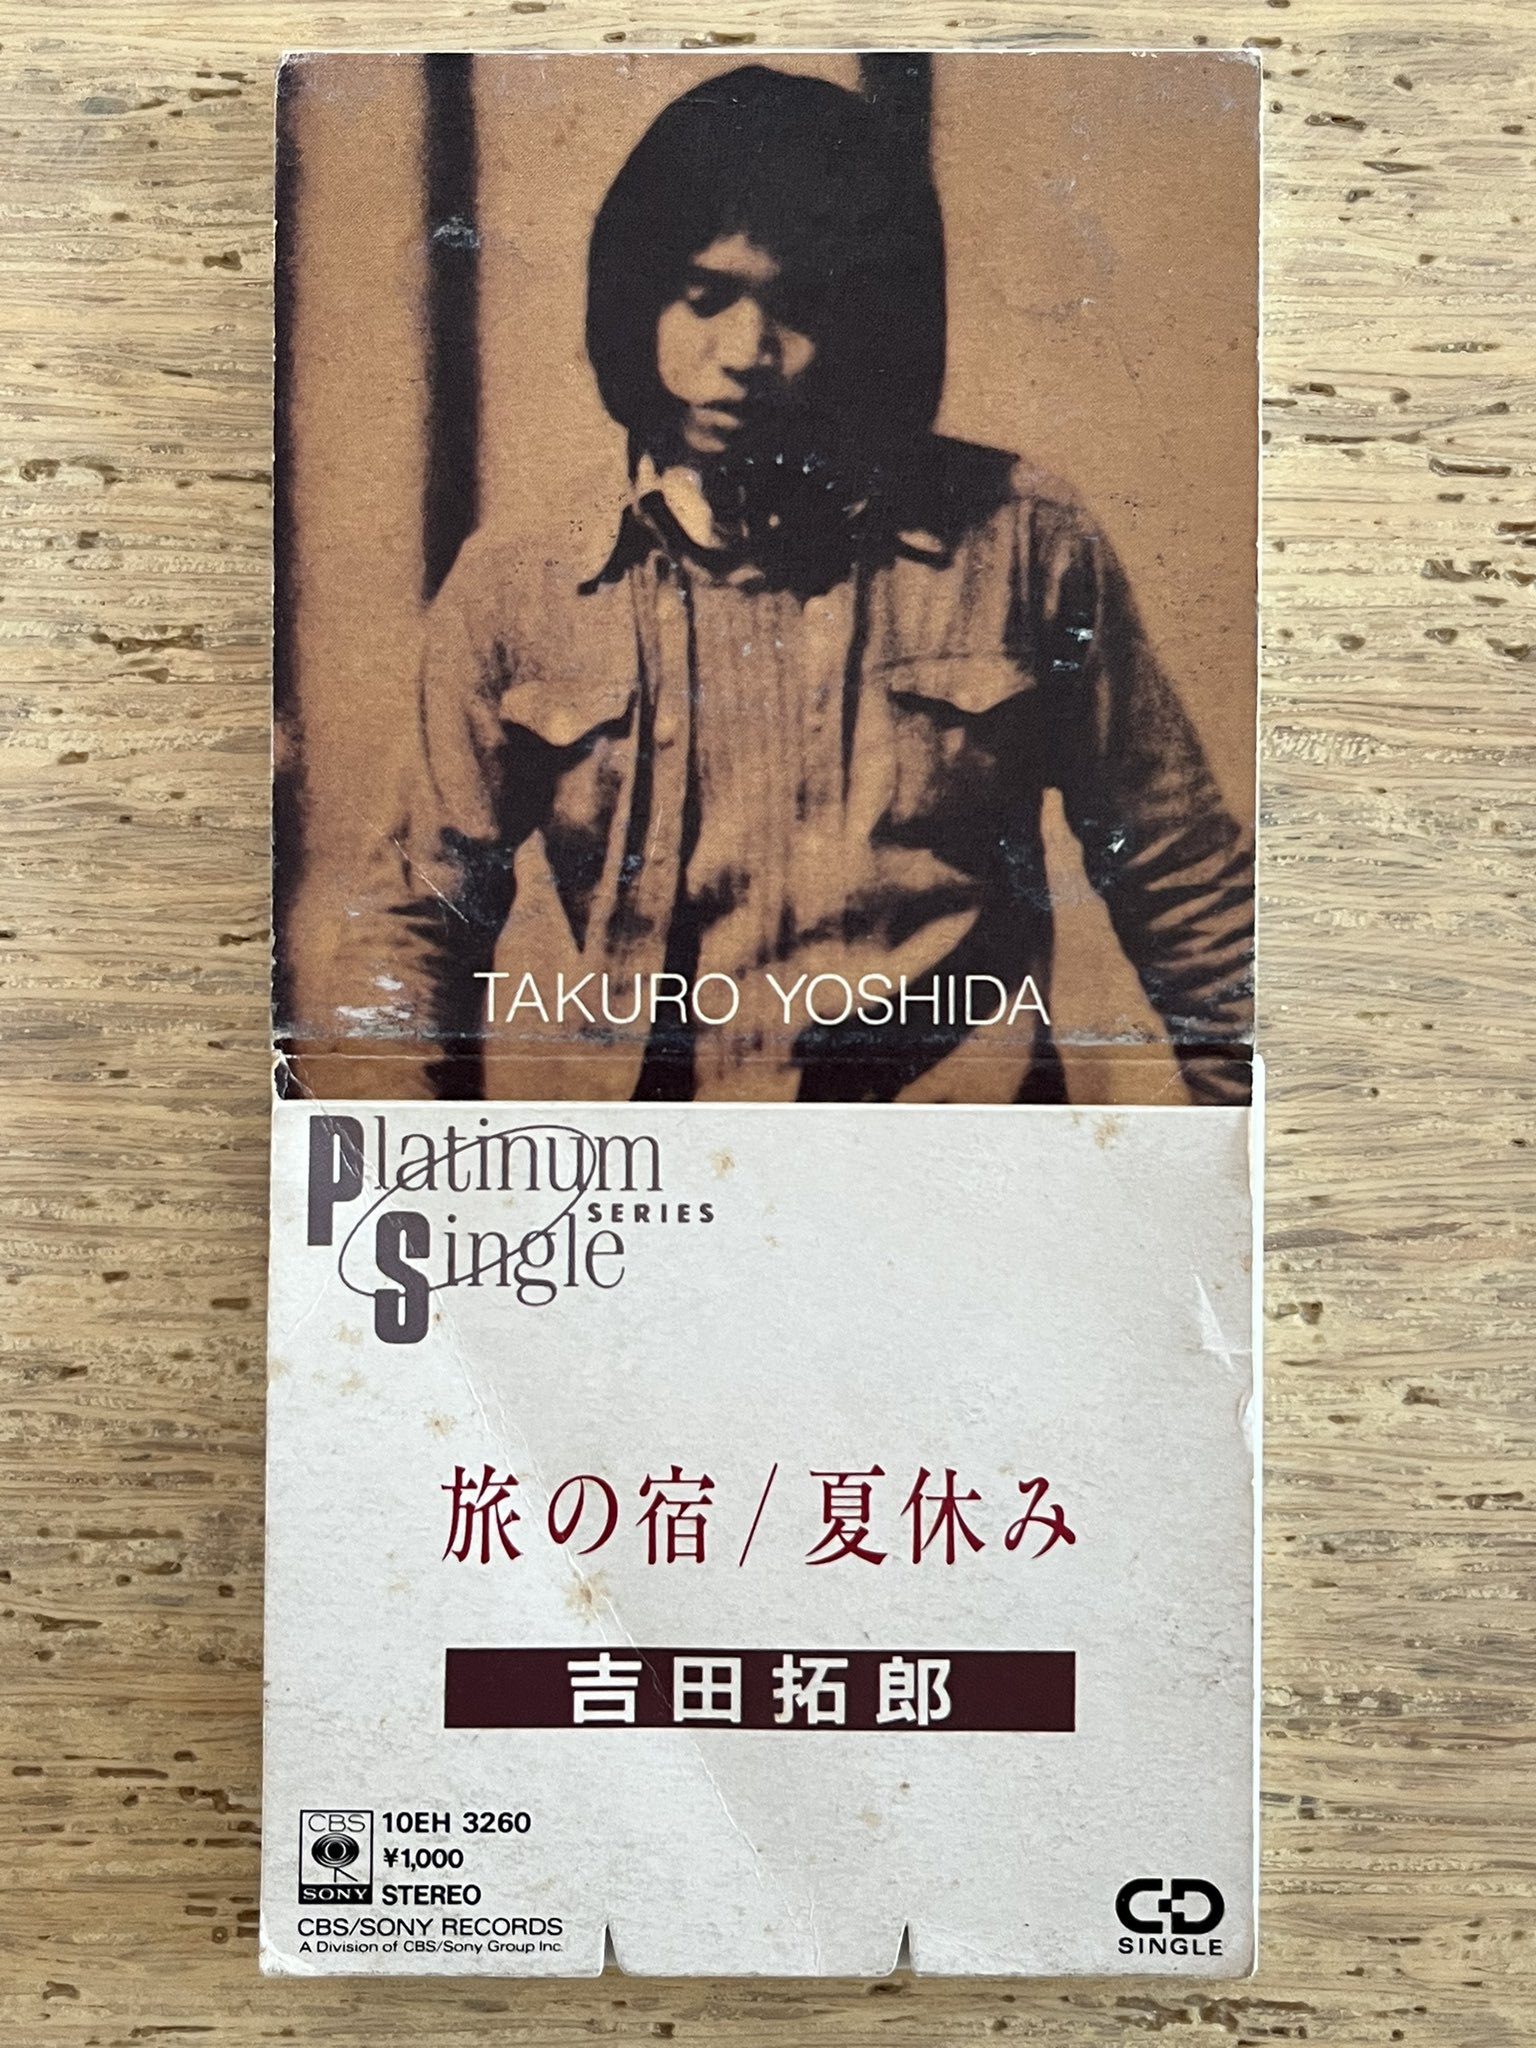 TAKURO YOSHIDA
Platinum
SERIES
Single
旅の宿/夏休み
吉田拓郎
CBS
SONY
10EH 3260
¥1,000
STEREO
CBS/SONY RECORDS
A Division of CBS/Sony Group Inc.
CD
SINGLE